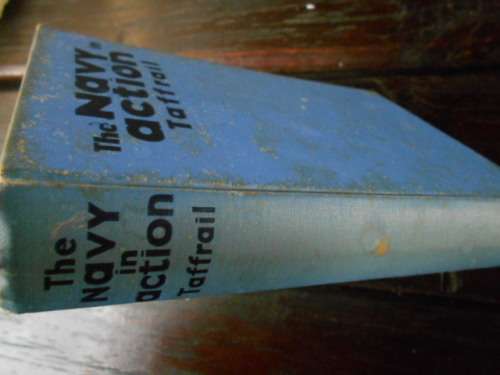 The NAVY in
action
Taffrail
The
NAVY
in
action
Taffrail